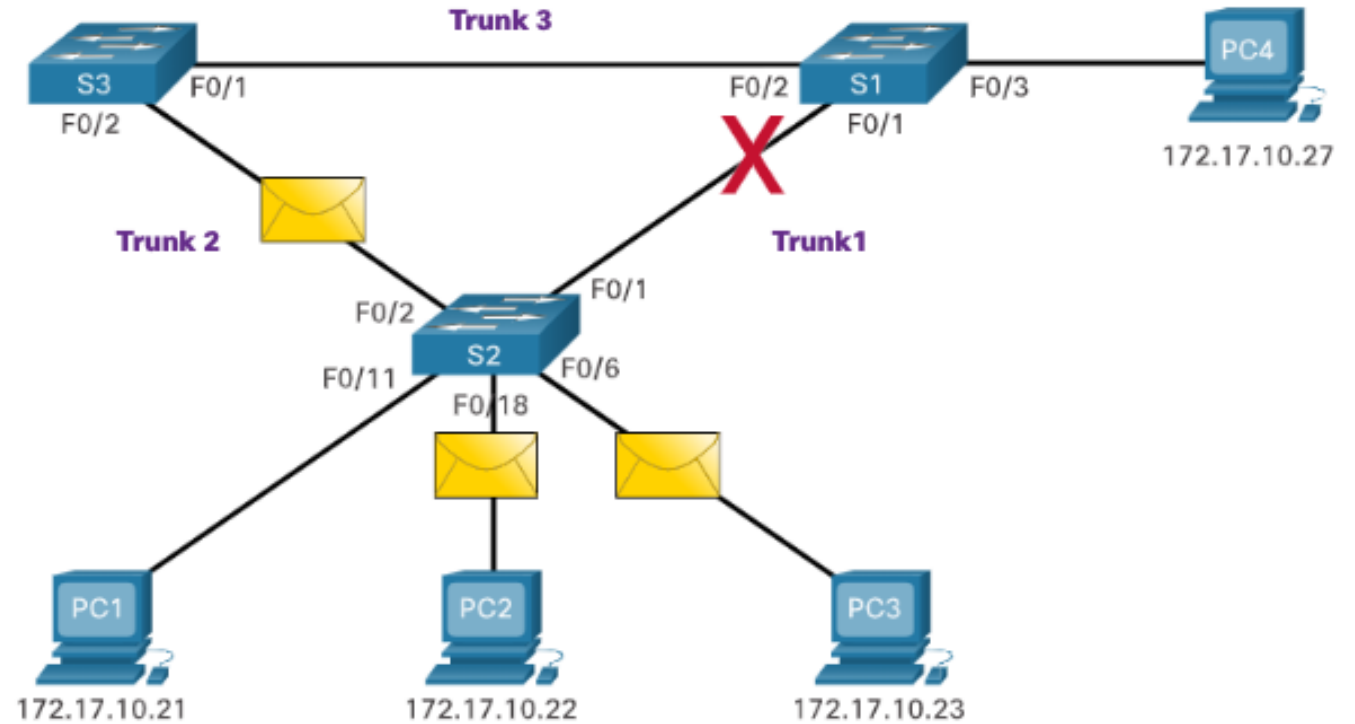 Trunk 3
S3
F0/1
F0/2
F0/2
S1
F0/3
F0/1
PC4
172.17.10.27
Trunk 2
Trunk1
F0/2
F0/1
S2
F0/11
F0/18
F0/6
PC1
PC2
PC3
172.17.10.21
172.17.10.22
172.17.10.23